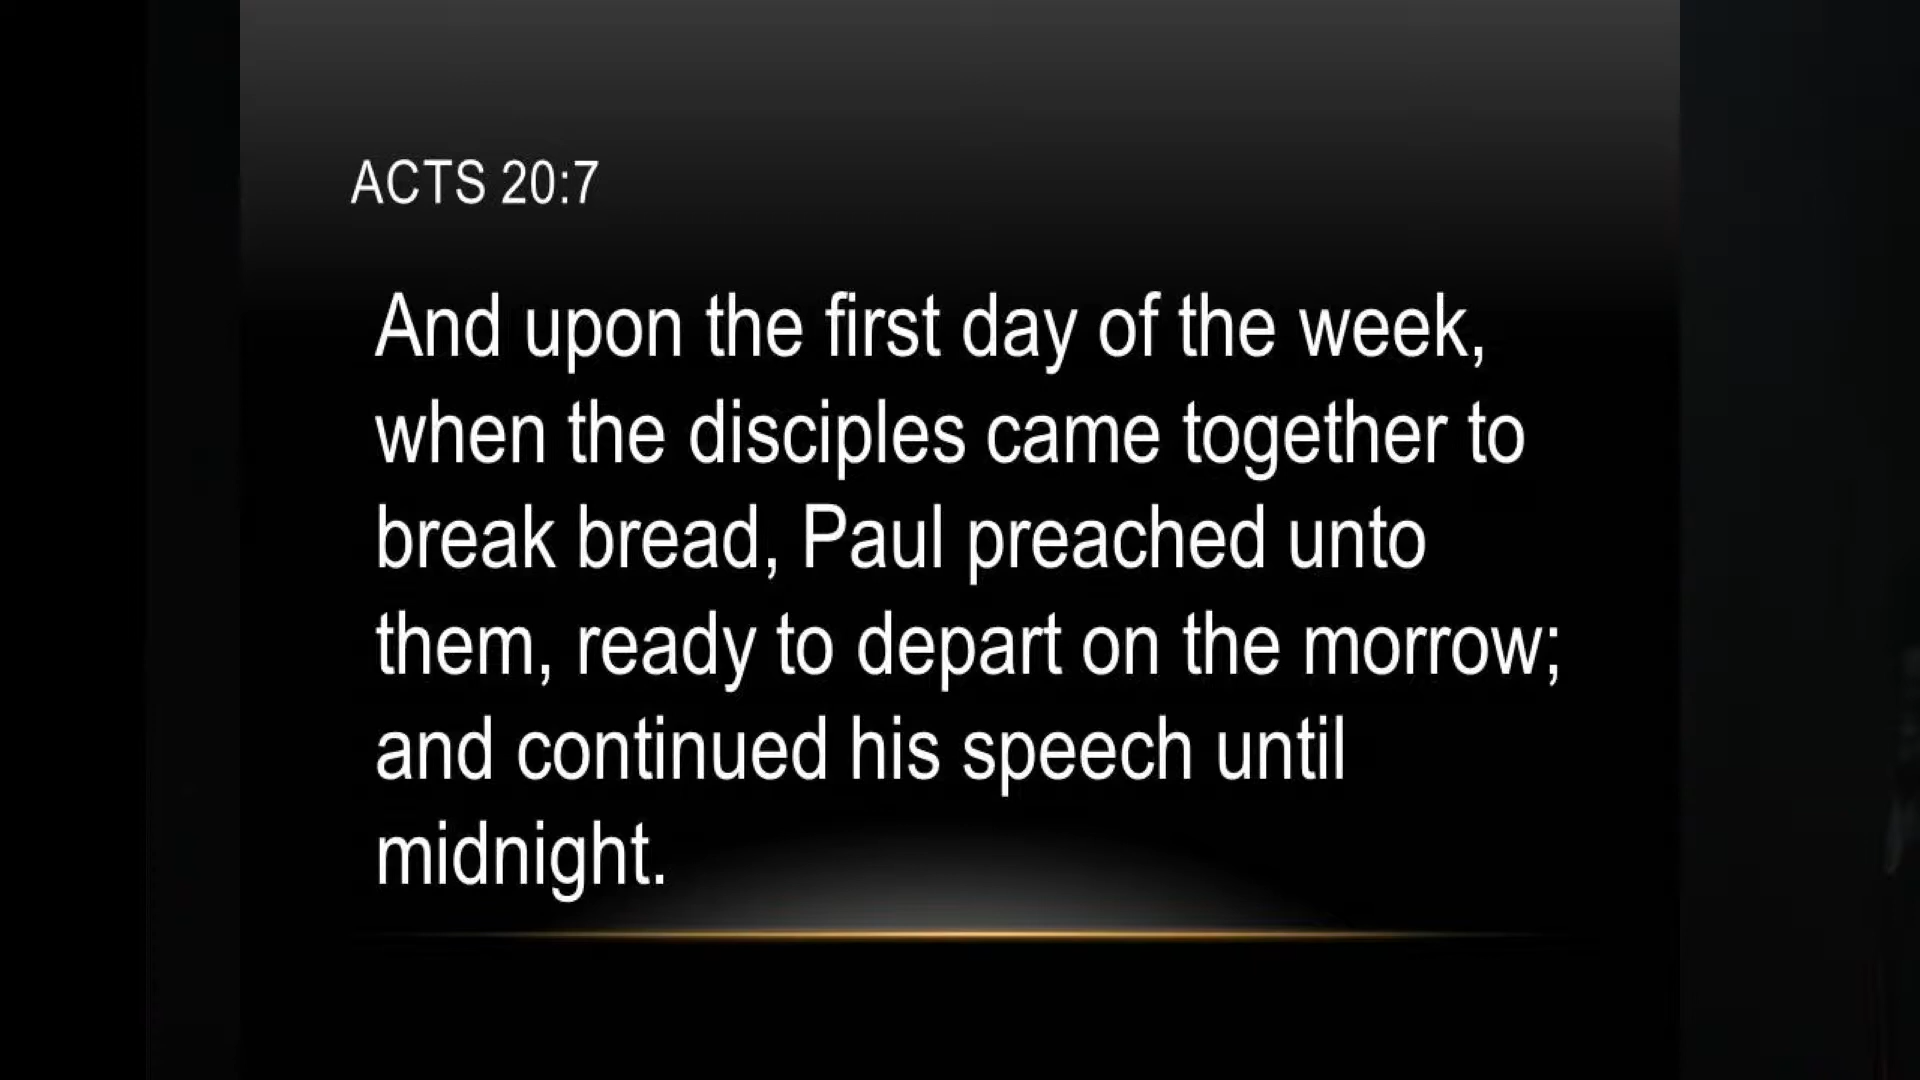 ACTS 20:7
And upon the first day of the week,
when the disciples came together to
break bread, Paul preached unto
them, ready to depart on the morrow;
and continued his speech until
midnight.